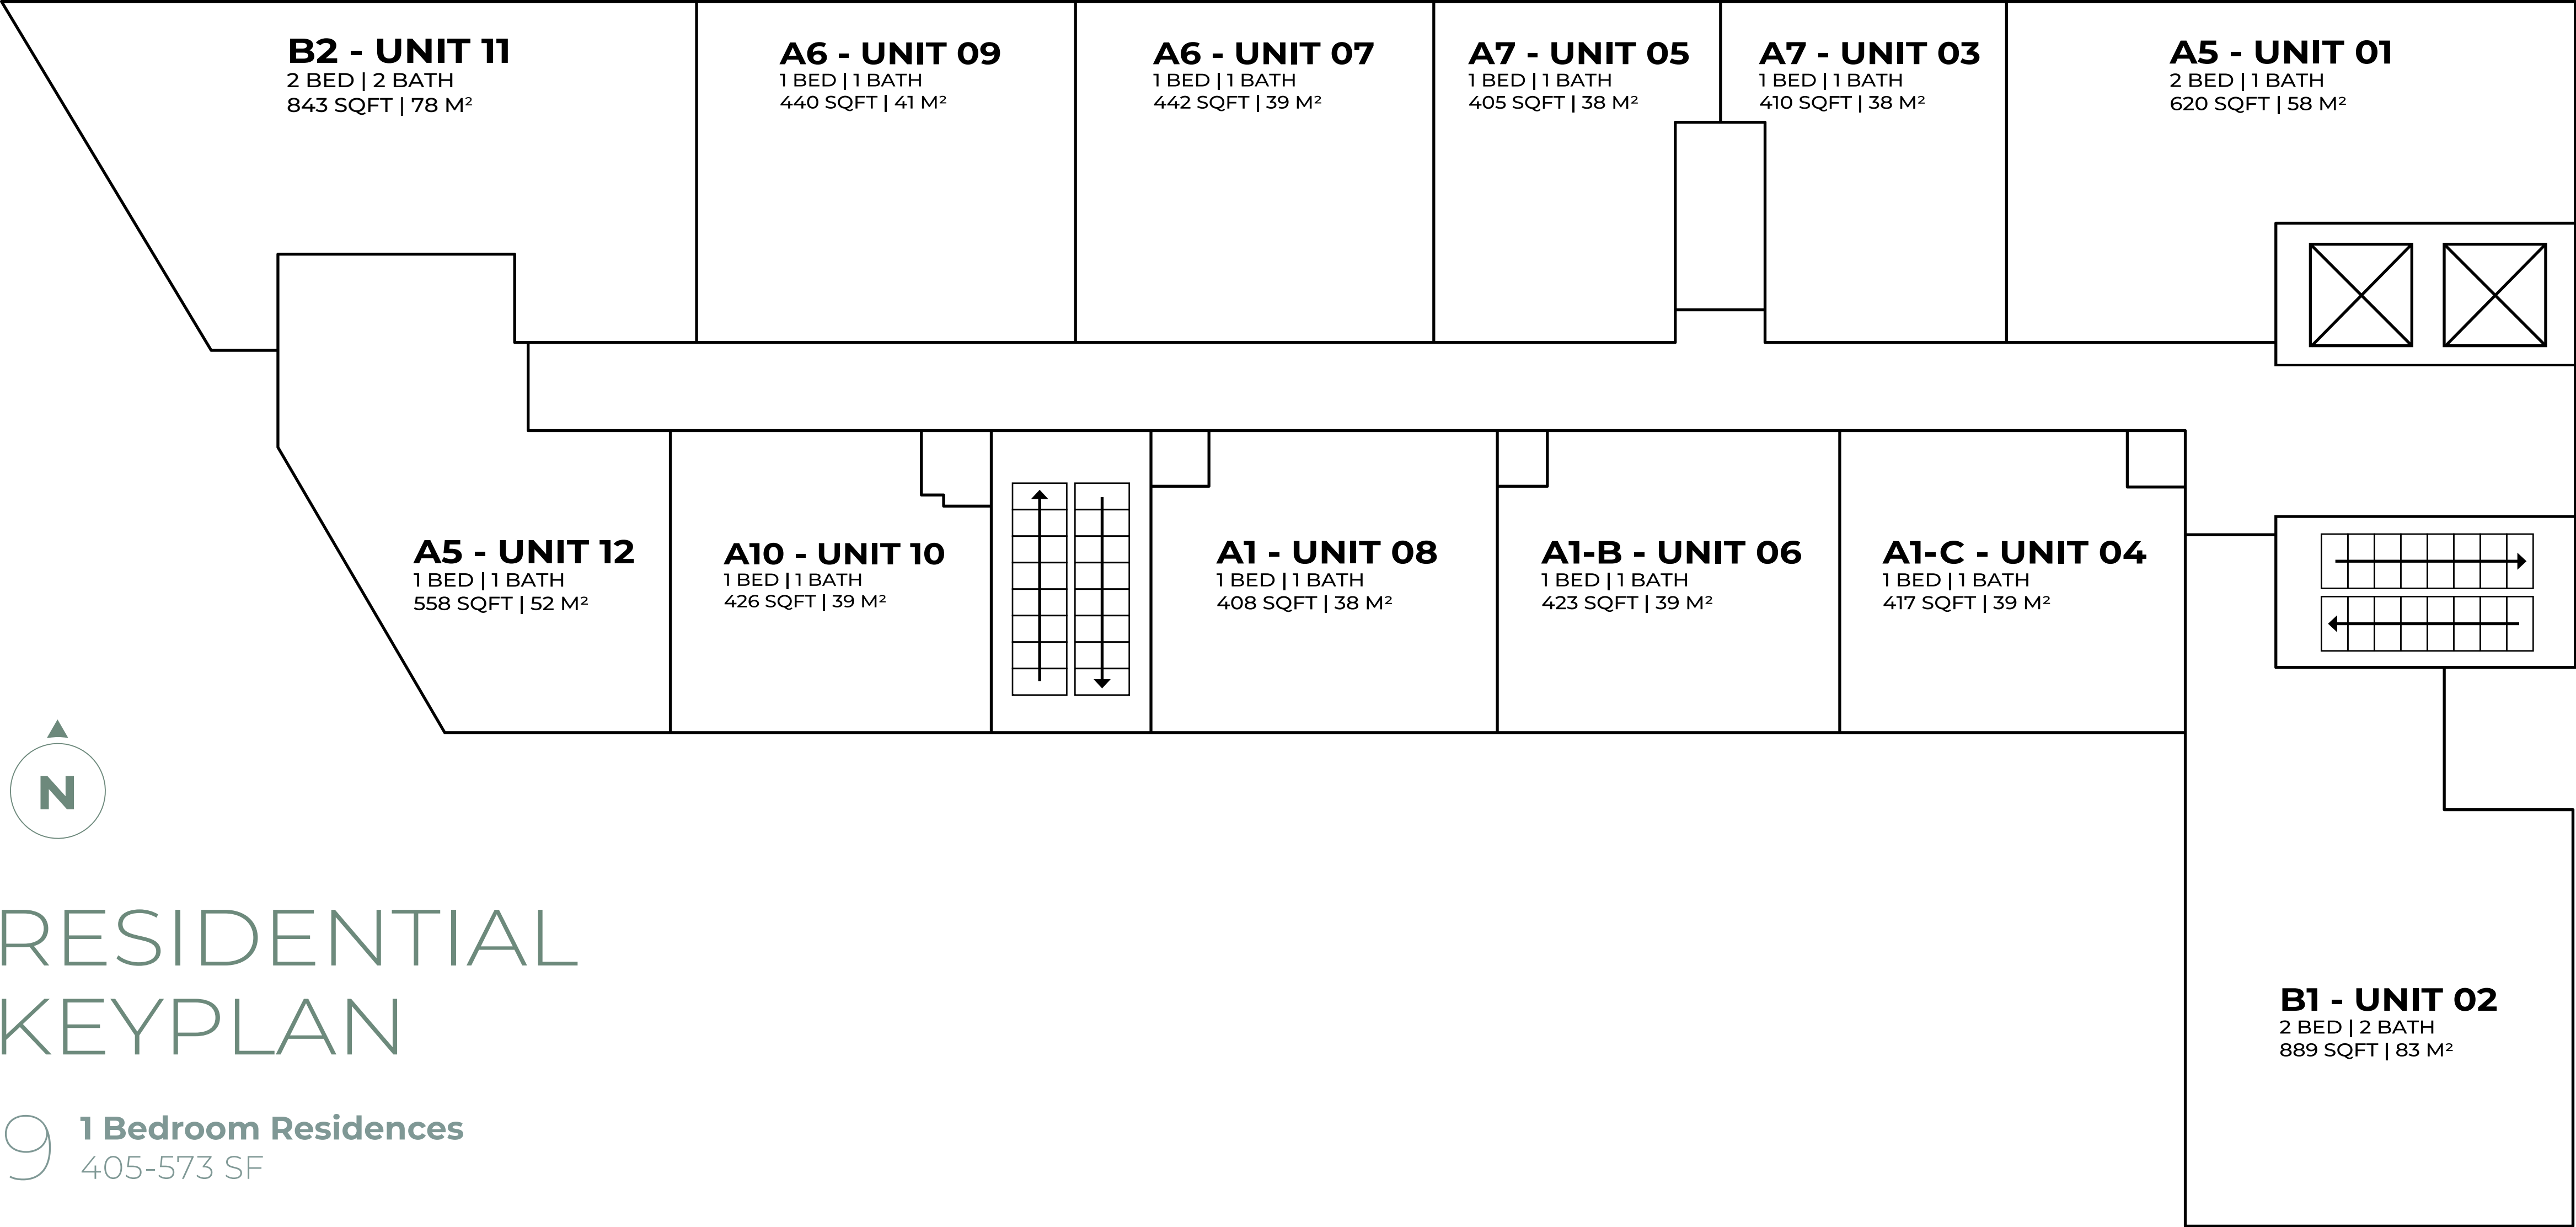 B2 - UNIT 11
2 BED | 2 BATH
843 SQFT | 78 M²
A6 - UNIT 09
1 BED | 1 BATH
440 SQFT | 41 M²
A6 - UNIT 07
1 BED | 1 BATH
442 SQFT | 39 M²
A7 - UNIT 05
1 BED | 1 BATH
405 SQFT | 38 M²
A7 - UNIT 03
1 BED | 1 BATH
410 SQFT | 38 M²
A5 - UNIT 01
2 BED | 1 BATH
620 SQFT | 58 M²
A5 - UNIT 12
1 BED | 1 BATH
558 SQFT | 52 M²
A10 - UNIT 10
1 BED | 1 BATH
426 SQFT | 39 M²
A1 - UNIT 08
1 BED | 1 BATH
408 SQFT | 38 M²
A1-B - UNIT 06
1 BED | 1 BATH
423 SQFT | 39 M²
A1-C - UNIT 04
1 BED | 1 BATH
417 SQFT | 39 M²
B1 - UNIT 02
2 BED | 2 BATH
889 SQFT | 83 M²
N
RESIDENTIAL
KEYPLAN
9 1 Bedroom Residences
405-573 SF